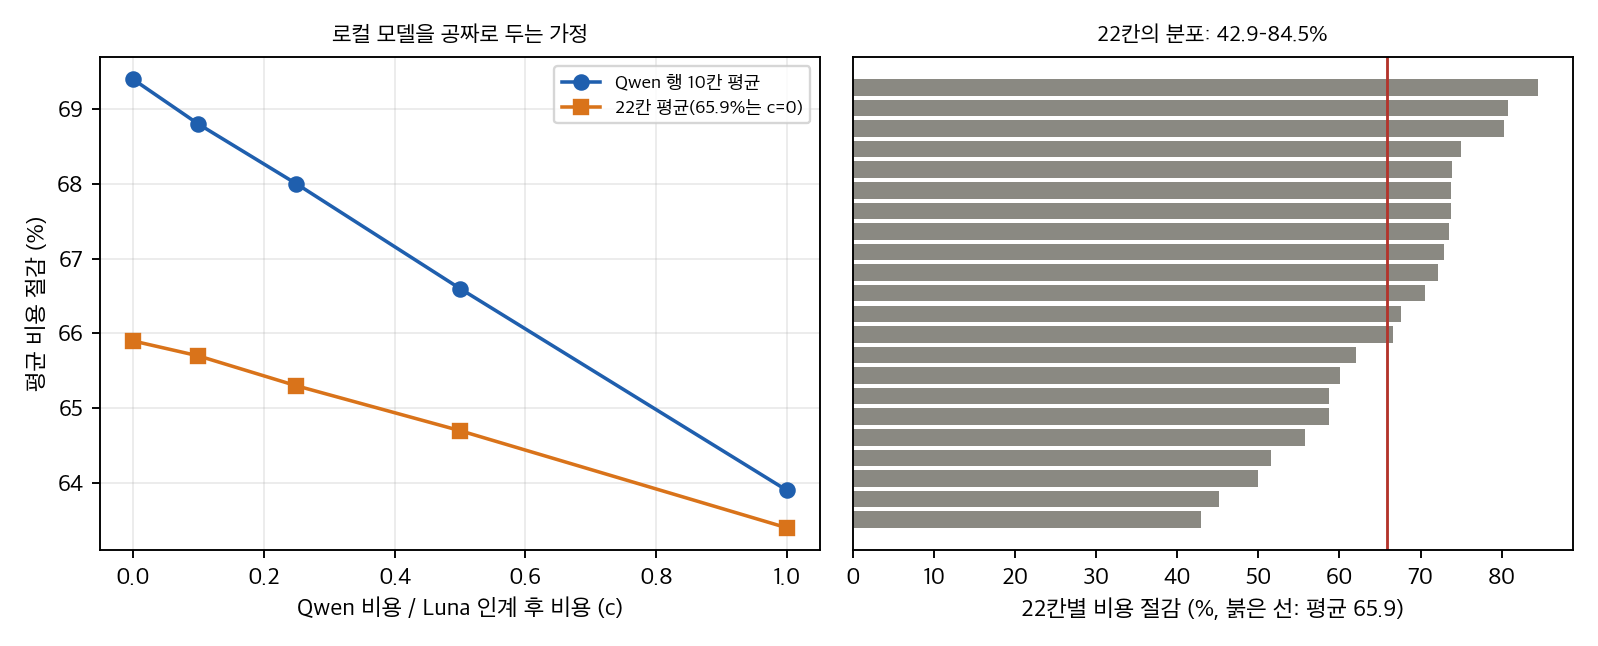 로컬 모델을 공짜로 두는 가정
Qwen 행 10칸 평균
22칸 평균(65.9%는 c=0)
평균 비용 절감 (%)
69
68
67
66
65
64
0.0 0.2 0.4 0.6 0.8 1.0
Qwen 비용 / Luna 인계 후 비용 (c)
22칸의 분포: 42.9-84.5%
0 10 20 30 40 50 60 70 80
22칸별 비용 절감 (%, 붉은 선: 평균 65.9)